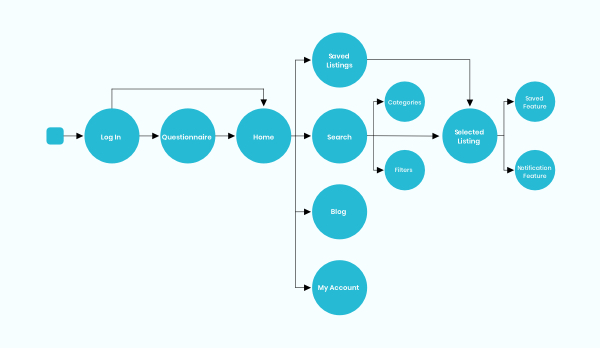 Log In
Questionnaire
Home
Saved
Listings
Search
Blog
My Account
Categories
Filters
Selected
Listing
Saved
Feature
Notification
Feature